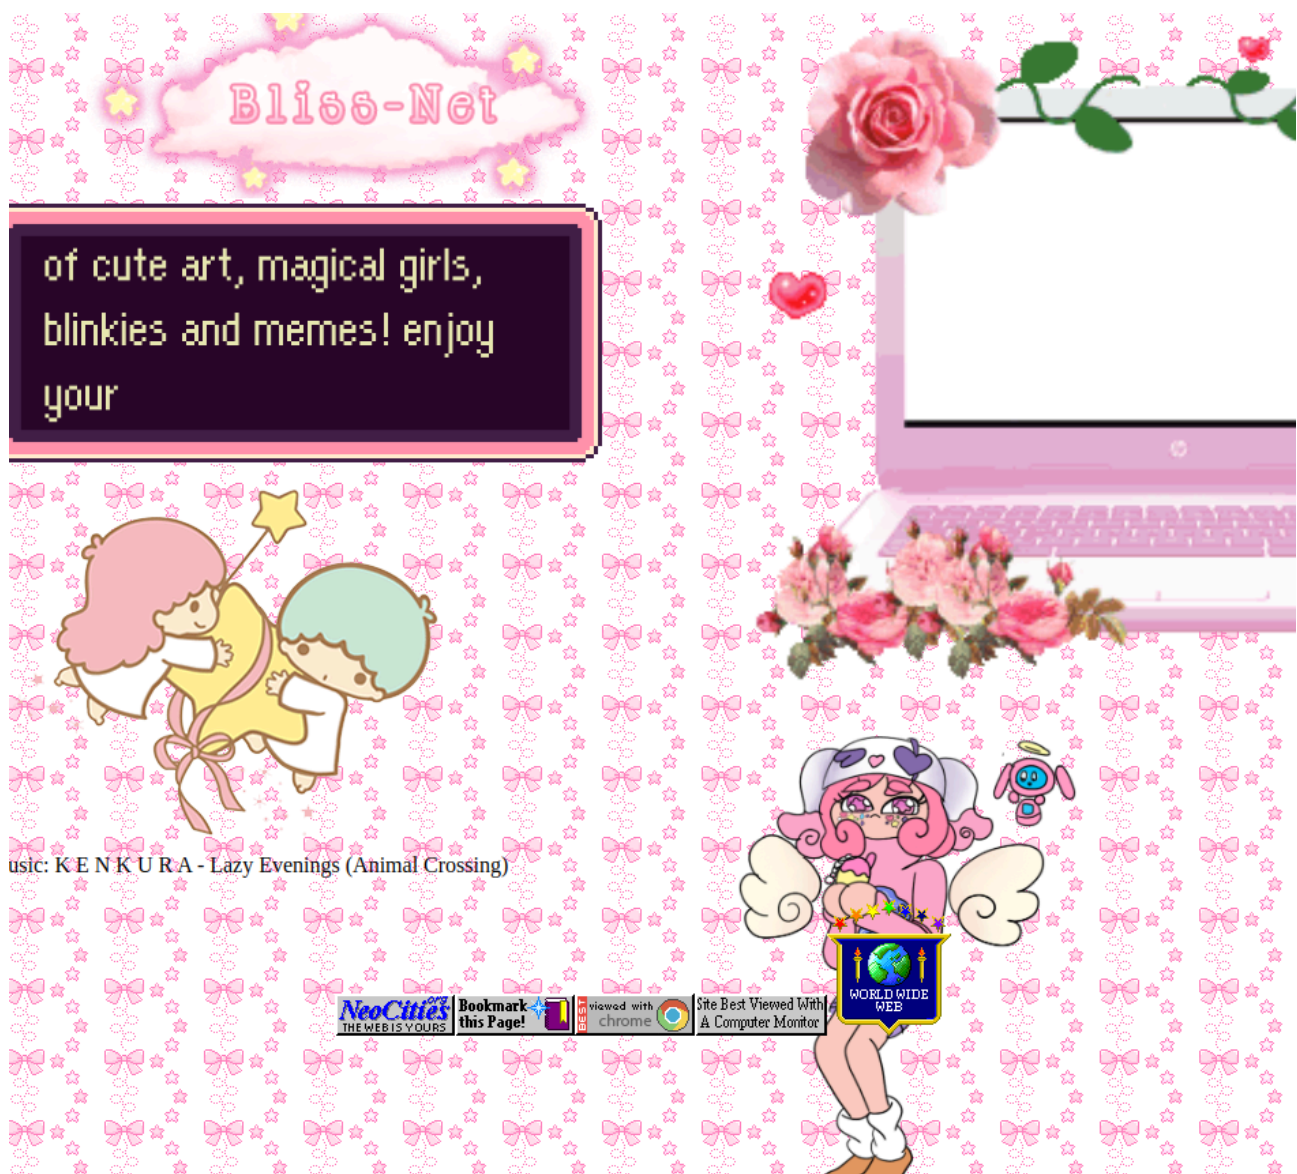 Bliss-Net
of cute art, magical girls,
blinkies and memes! enjoy
your
usic: K E N K U R A - Lazy Evenings (Animal Crossing)
NeoCities.org
THE WEB IS YOURS
Bookmark
this Page!
BEST
viewed with
chrome
Site Best Viewed With
A Computer Monitor
WORLD WIDE
WEB
hp